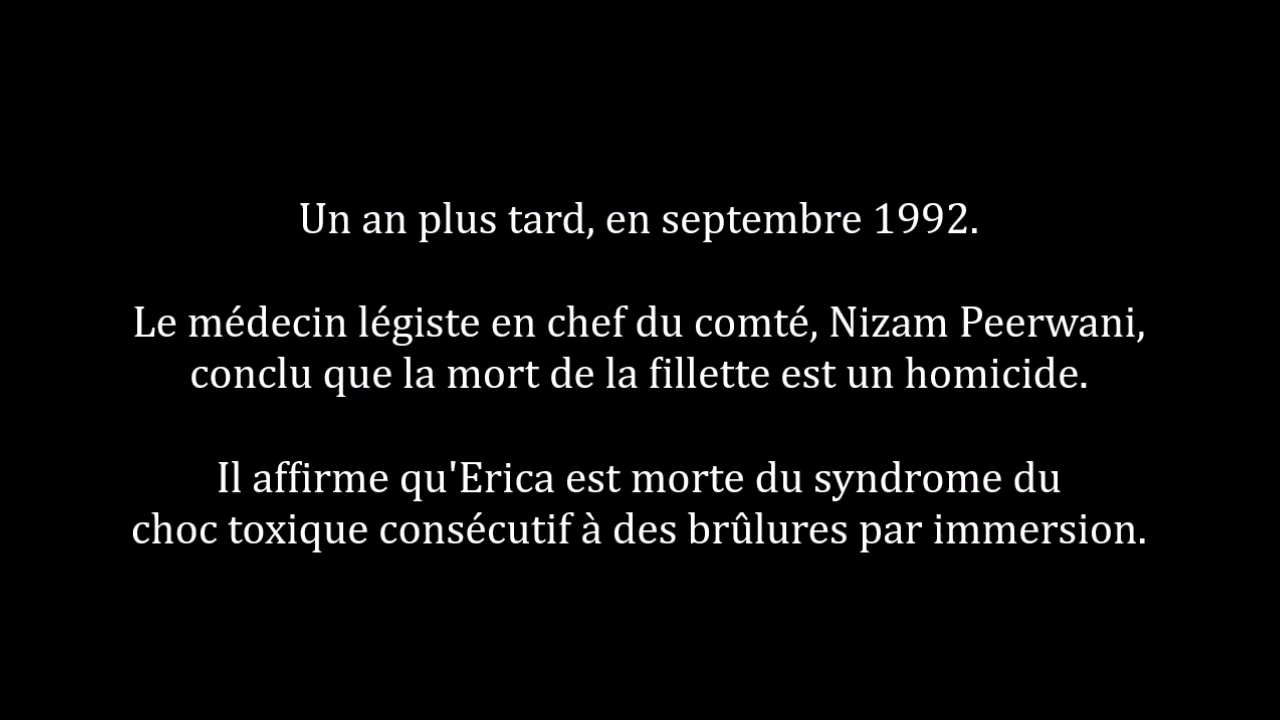 Un an plus tard, en septembre 1992.
Le médecin légiste en chef du comté, Nizam Peerwani,
conclu que la mort de la fillette est un homicide.
Il affirme qu'Erica est morte du syndrome du
choc toxique consécutif à des brûlures par immersion.